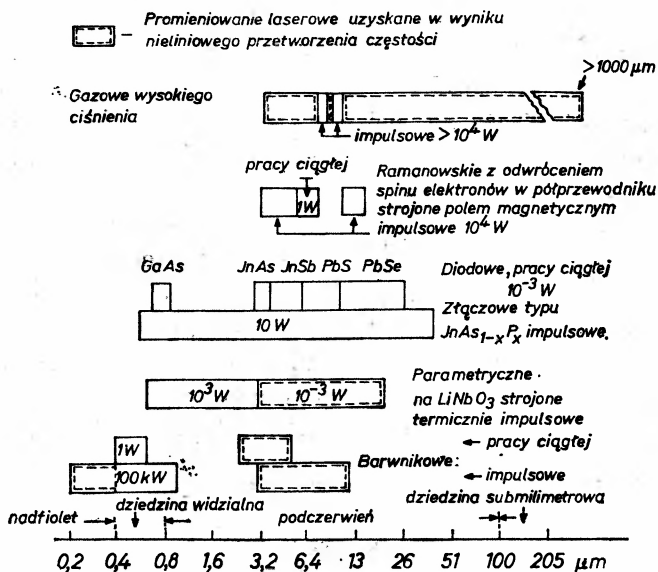 Promieniowanie laserowe uzyskane w wyniku
nieliniowego przetworzenia częstości
>1000 μm
Gazowe wysokiego
ciśnienia
impulsowe >10⁴ W
pracy ciągłej
1W
Ramanowskie z odwróceniem
spinu elektronów w półprzewodniku
strojone polem magnetycznym
impulsowe 10⁴ W
GaAs JnAs JnSb PbS PbSe
Diodowe, pracy ciągłej
10⁻³ W
Złączowe typu
JnAs₁₋ₓPₓ impulsowe.
10 W
Parametryczne
na LiNbO₃ strojone
termicznie impulsowe
10³W 10⁻³ W
1W
100kW
Barwnikowe:
← pracy ciągłej
← impulsowe
nadfiolet
dziedzina widzialna
podczerwień
dziedzina submilimetrowa
0,2 0,4 0,8 1,6 3,2 6,4 13 26 51 100 205 μm